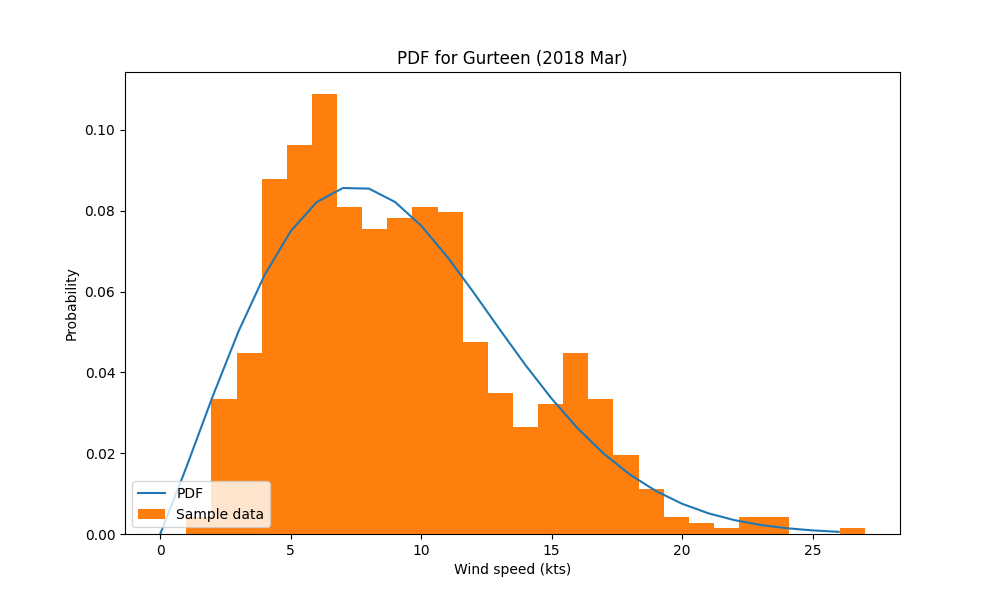 PDF for Gurteen (2018 Mar)
0.10
0.08
0.06
0.04
0.02
0.00
Probability
PDF
Sample data
0 5 10 15 20 25
Wind speed (kts)